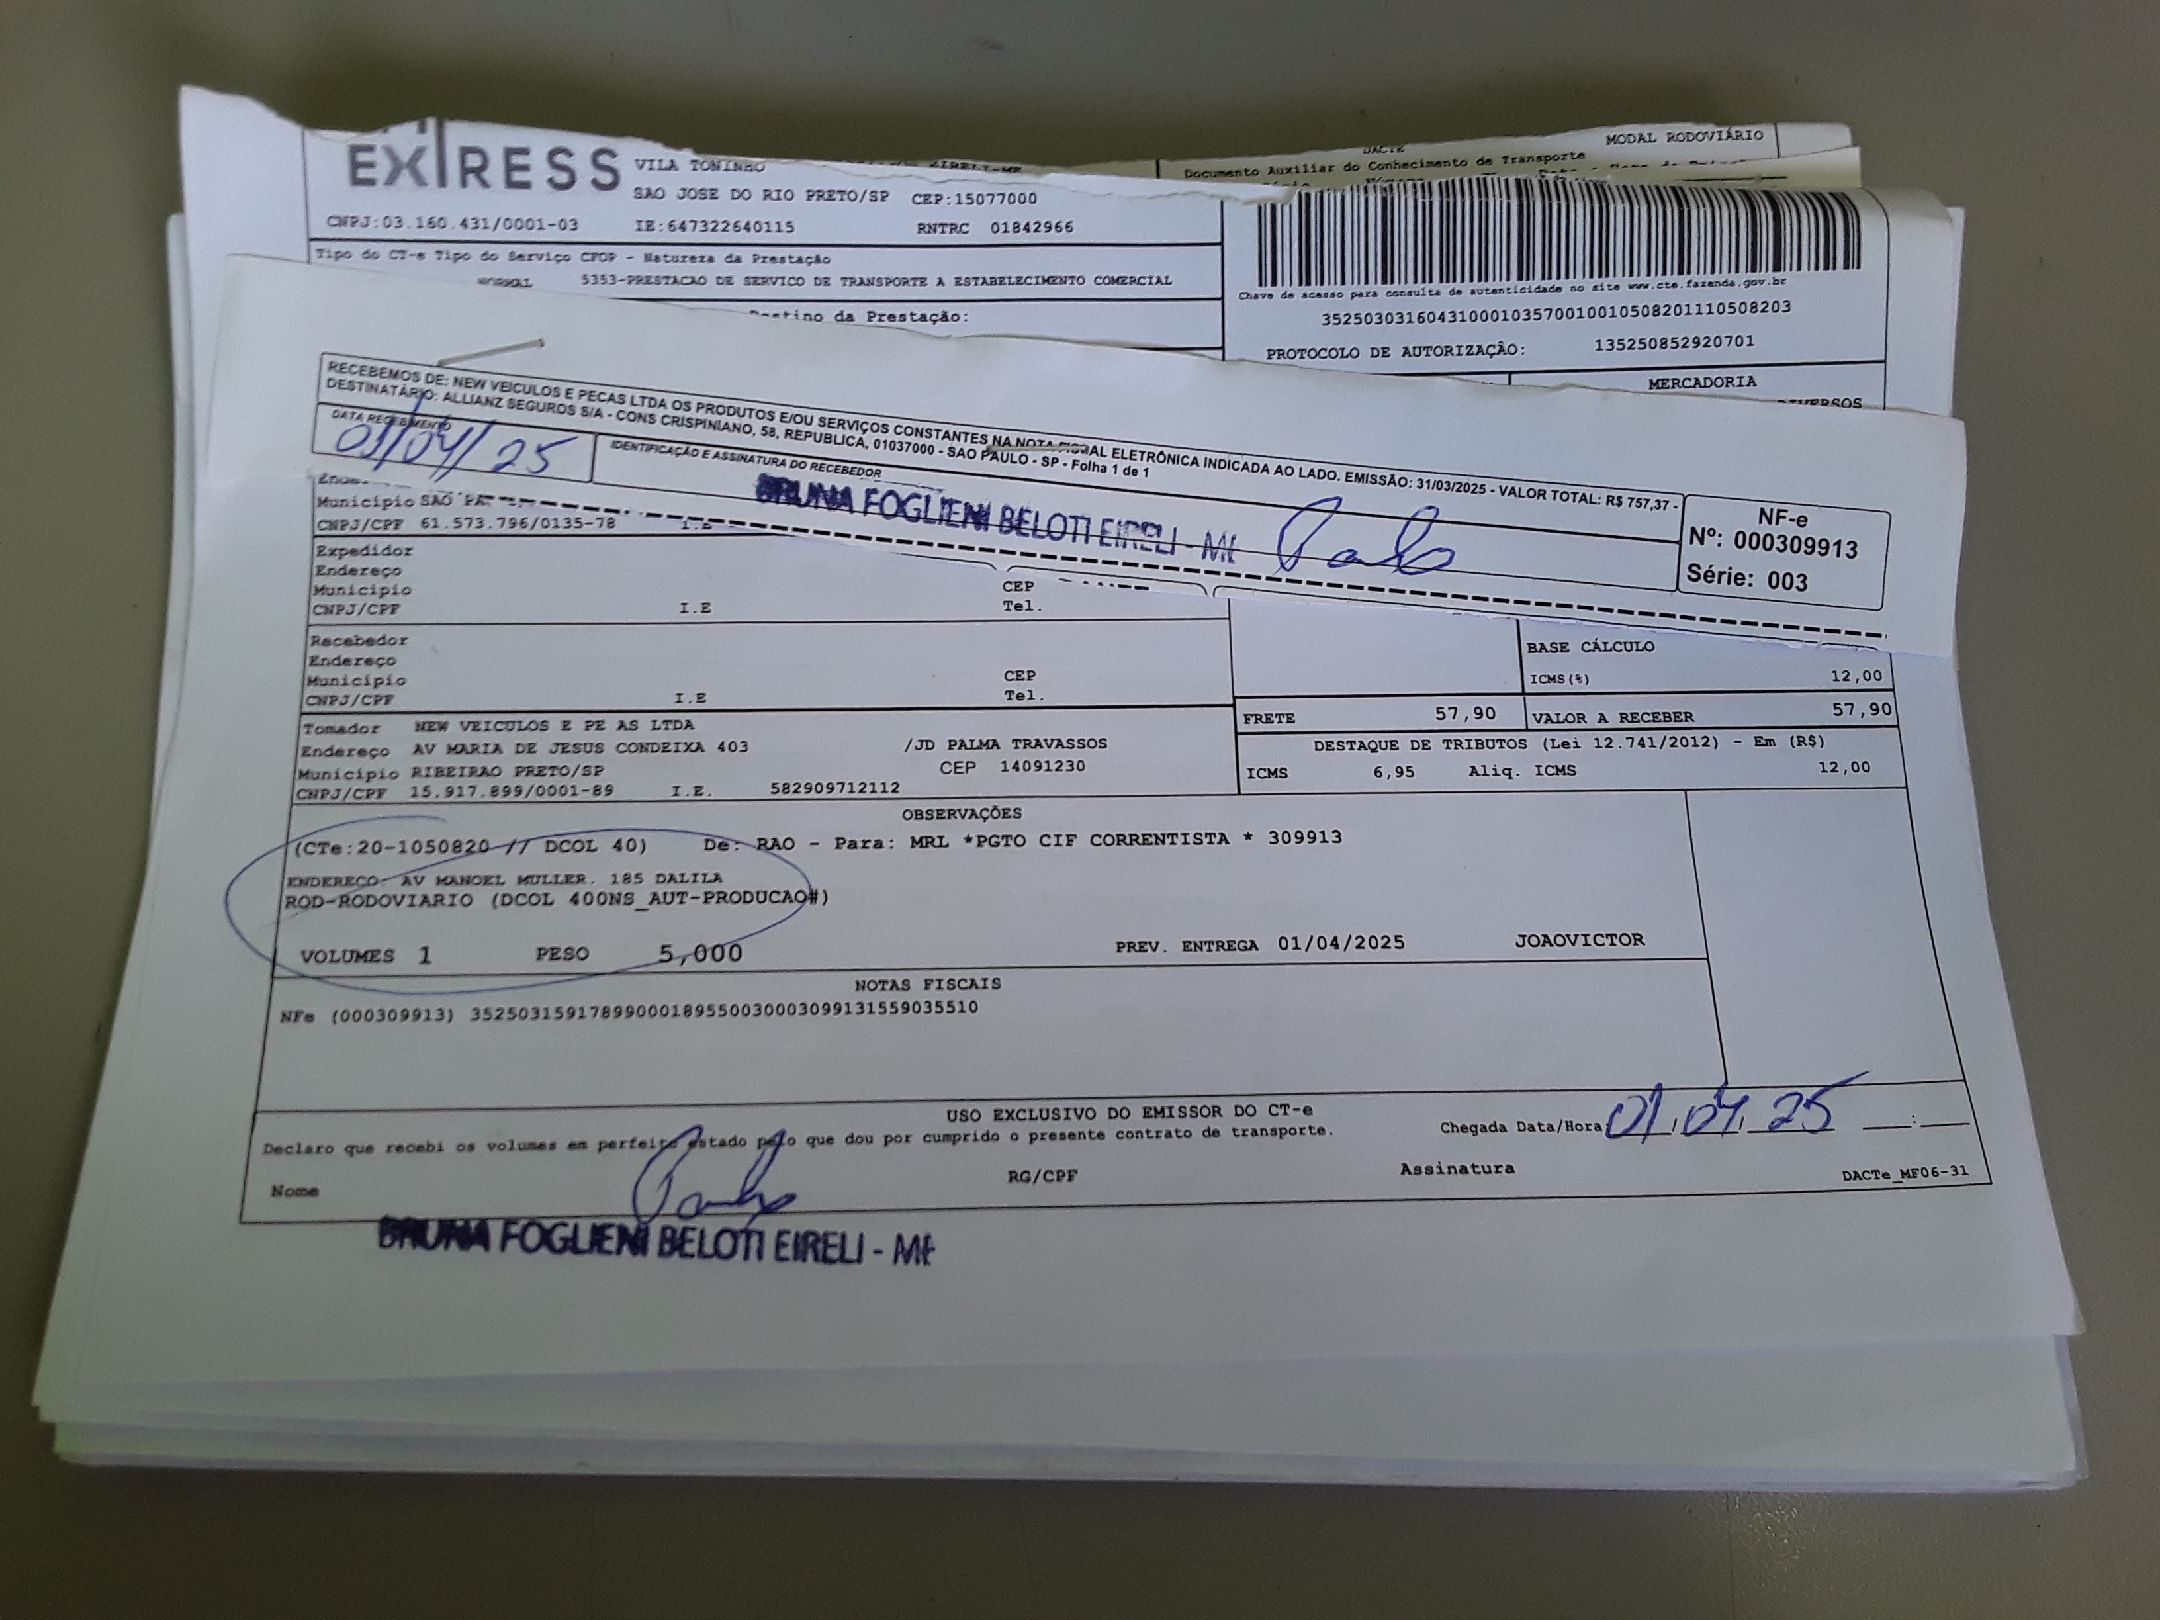 MODAL RODOVIÁRIO
DACTE
Documento Auxiliar do Conhecimento de Transporte
EIRELI-ME
EXPRESS
VILA TONINHO
SAO JOSE DO RIO PRETO/SP CEP:15077000
CNPJ:03.160.431/0001-03 IE:647322640115 RNTRC 01842966
Tipo do CT-e Tipo do Serviço CFOP - Natureza da Prestação
NORMAL 5353-PRESTACAO DE SERVICO DE TRANSPORTE A ESTABELECIMENTO COMERCIAL
Destino da Prestação:
Chave de acesso para consulta de autenticidade no site www.cte.fazenda.gov.br
35250303160431000103570010010508201110508203
PROTOCOLO DE AUTORIZAÇÃO: 135250852920701
MERCADORIA
DIVERSOS
RECEBEMOS DE: NEW VEICULOS E PECAS LTDA OS PRODUTOS E/OU SERVIÇOS CONSTANTES NA NOTA FISCAL ELETRÔNICA INDICADA AO LADO. EMISSÃO: 31/03/2025 - VALOR TOTAL: R$ 757,37 -
DESTINATÁRIO: ALLIANZ SEGUROS S/A - CONS CRISPINIANO, 58, REPUBLICA, 01037000 - SAO PAULO - SP - Folha 1 de 1
DATA RECEBIMENTO
01/04/25
IDENTIFICAÇÃO E ASSINATURA DO RECEBEDOR
BRUNA FOGLIENI BELOTI EIRELI - ME
Paulo
NF-e
Nº: 000309913
Série: 003
Município SAO PA
CNPJ/CPF 61.573.796/0135-78 I.E
Expedidor
Endereço
Município CEP
CNPJ/CPF I.E Tel.
Recebedor
Endereço
Município CEP
CNPJ/CPF I.E Tel.
BASE CÁLCULO
ICMS(%) 12,00
FRETE 57,90 VALOR A RECEBER 57,90
DESTAQUE DE TRIBUTOS (Lei 12.741/2012) - Em (R$)
ICMS 6,95 Aliq. ICMS 12,00
Tomador NEW VEICULOS E PE AS LTDA
Endereço AV MARIA DE JESUS CONDEIXA 403 /JD PALMA TRAVASSOS
Município RIBEIRAO PRETO/SP CEP 14091230
CNPJ/CPF 15.917.899/0001-89 I.E. 582909712112
OBSERVAÇÕES
(CTe:20-1050820 // DCOL 40) De: RAO - Para: MRL *PGTO CIF CORRENTISTA * 309913
ENDERECO: AV MANOEL MULLER. 185 DALILA
ROD-RODOVIARIO (DCOL 400NS_AUT-PRODUCAO#)
VOLUMES 1 PESO 5,000 PREV. ENTREGA 01/04/2025 JOAOVICTOR
NOTAS FISCAIS
NFe (000309913) 35250315917899000189550030003099131559035510
USO EXCLUSIVO DO EMISSOR DO CT-e
Declaro que recebi os volumes em perfeito estado pelo que dou por cumprido o presente contrato de transporte.
Chegada Data/Hora 01.04.25 :
Nome Paulo RG/CPF Assinatura DACTe_MF06-31
BRUNA FOGLIENI BELOTI EIRELI - ME